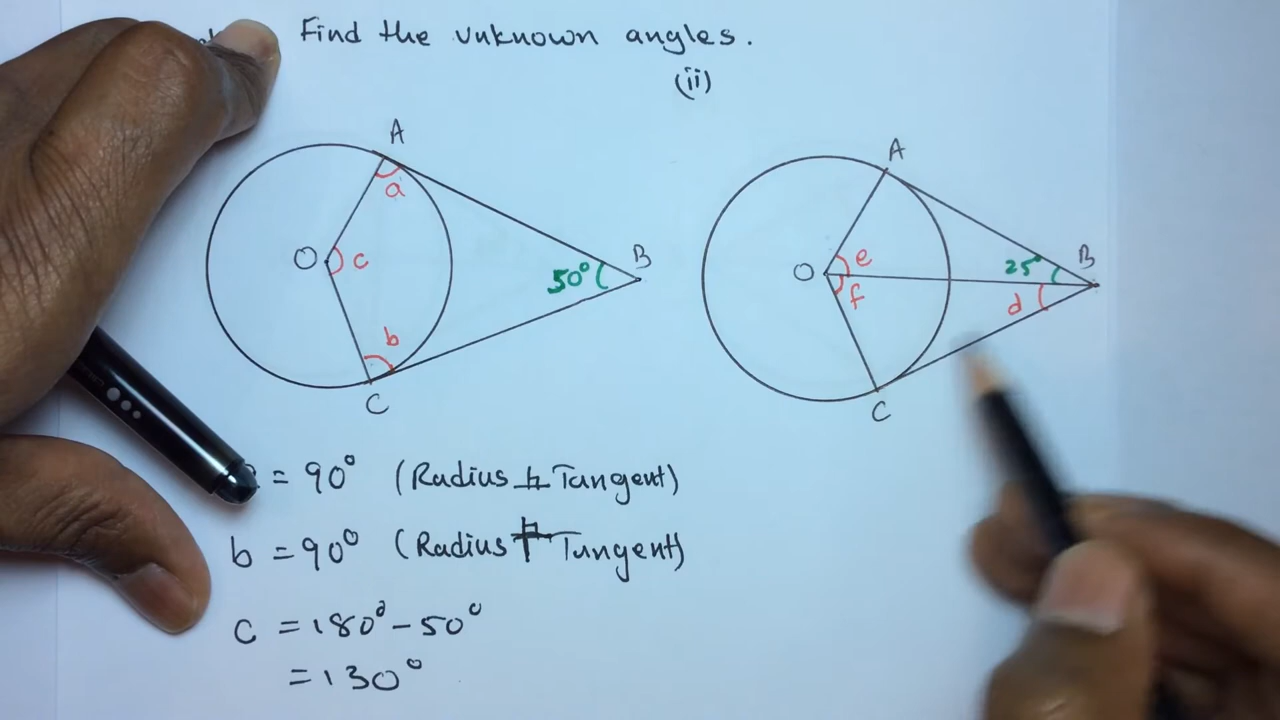 Find the unknown angles.
(ii)
A
a
O
c
50°
B
b
C
A
O
e
f
25°
d
B
C
= 90° (Radius ⊥ Tangent)
b = 90° (Radius ⊥ Tangent)
c = 180° - 50°
= 130°